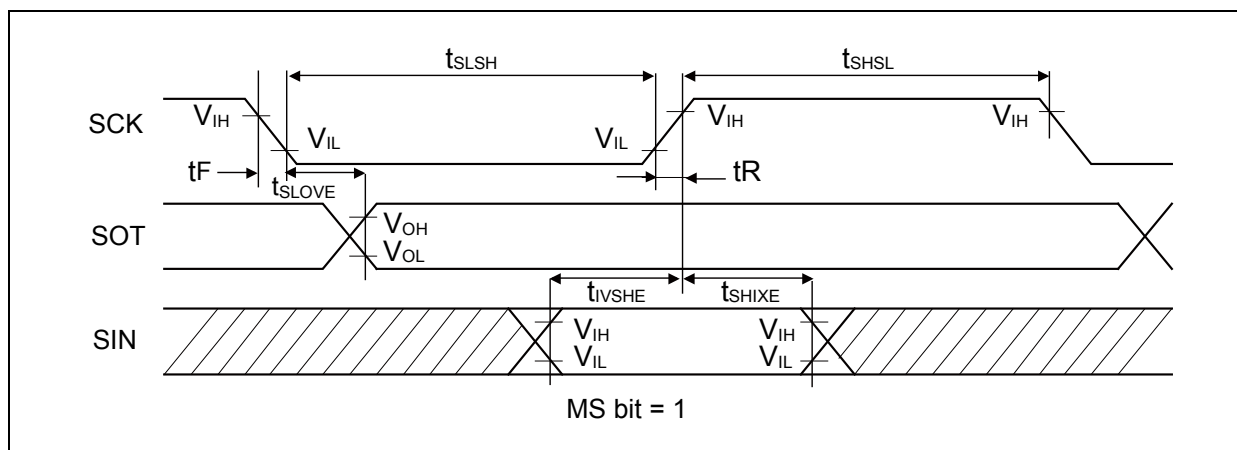 tSLSH
tSHSL
SCK
VIH
VIL
VIL
VIH
VIH
tF
tSLOVE
tR
SOT
VOH
VOL
tIVSHE
tSHIXE
SIN
VIH
VIL
VIH
VIL
MS bit = 1